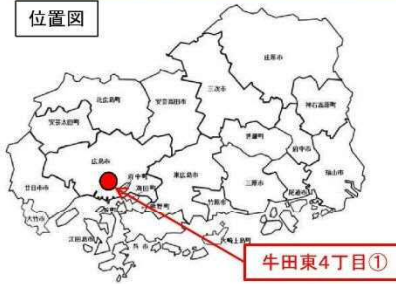 位置図
庄原市
三次市
北広島町
安芸高田市
神石高原町
安芸太田町
世羅町
府中市
広島市
福山市
府中町
東広島市
三原市
尾道市
廿日市市
海田町
竹原市
坂町
熊野町
大竹市
江田島市
呉市
大崎上島町
牛田東4丁目①